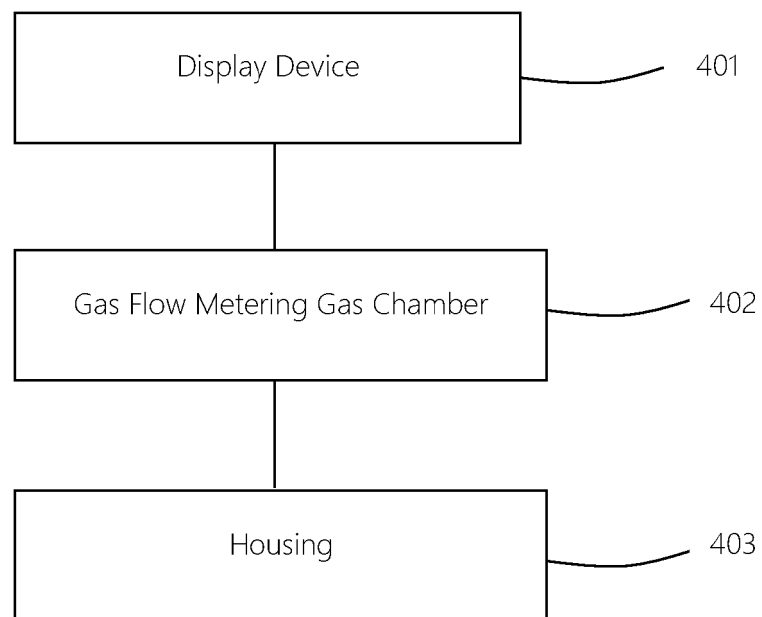 Display Device
401
Gas Flow Metering Gas Chamber
402
Housing
403